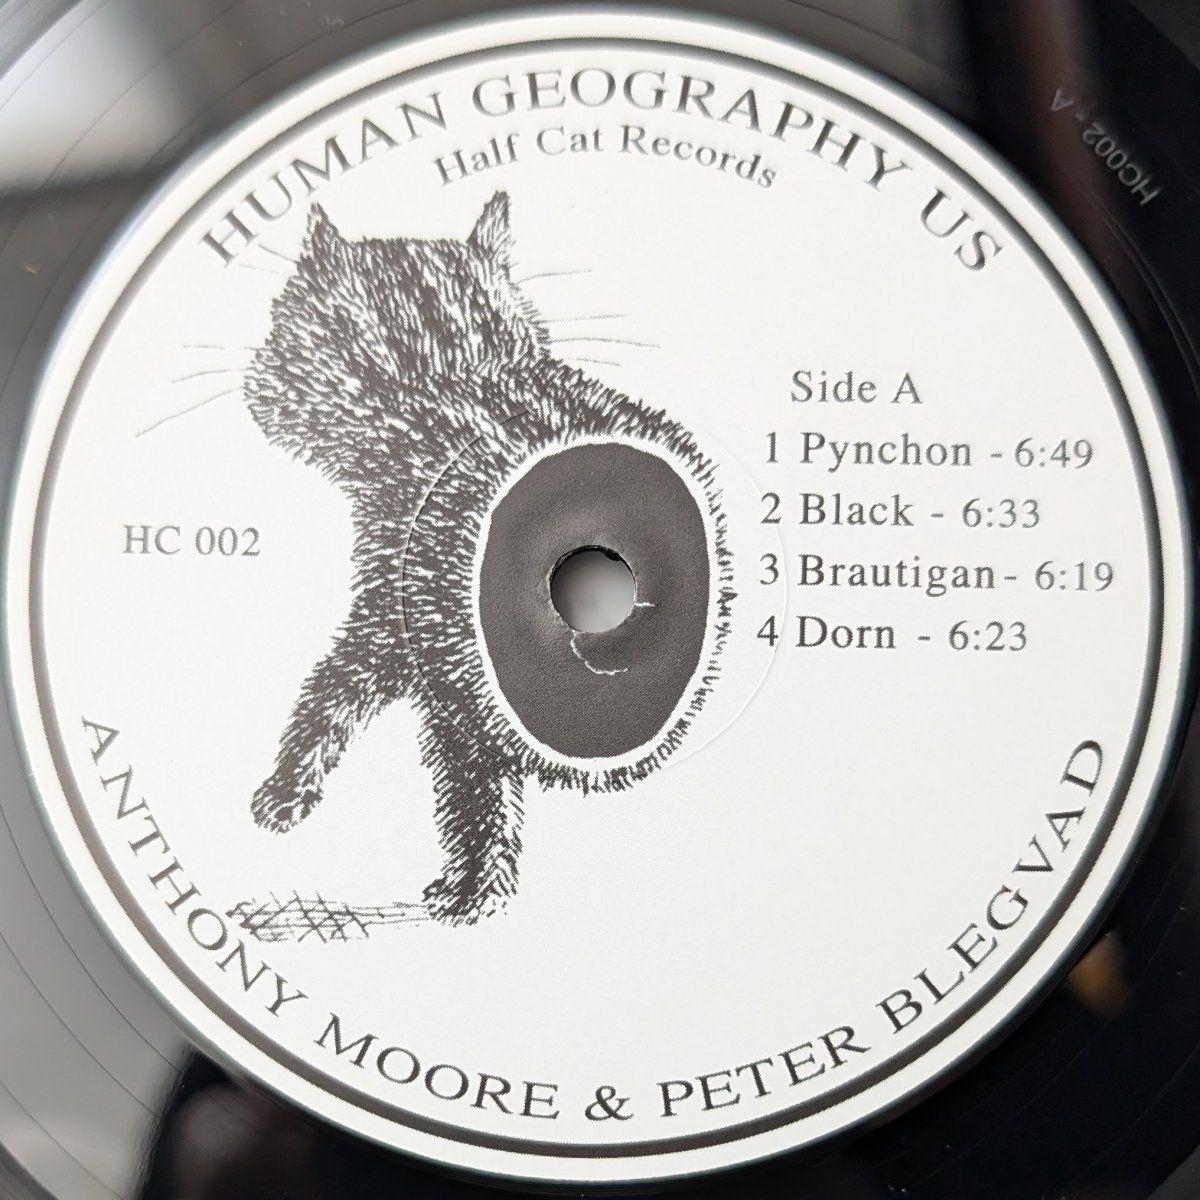 HUMAN GEOGRAPHY US
Half Cat Records
HC002 - A
Side A
1 Pynchon - 6:49
2 Black - 6:33
3 Brautigan - 6:19
4 Dorn - 6:23
HC 002
ANTHONY MOORE & PETER BLEGVAD